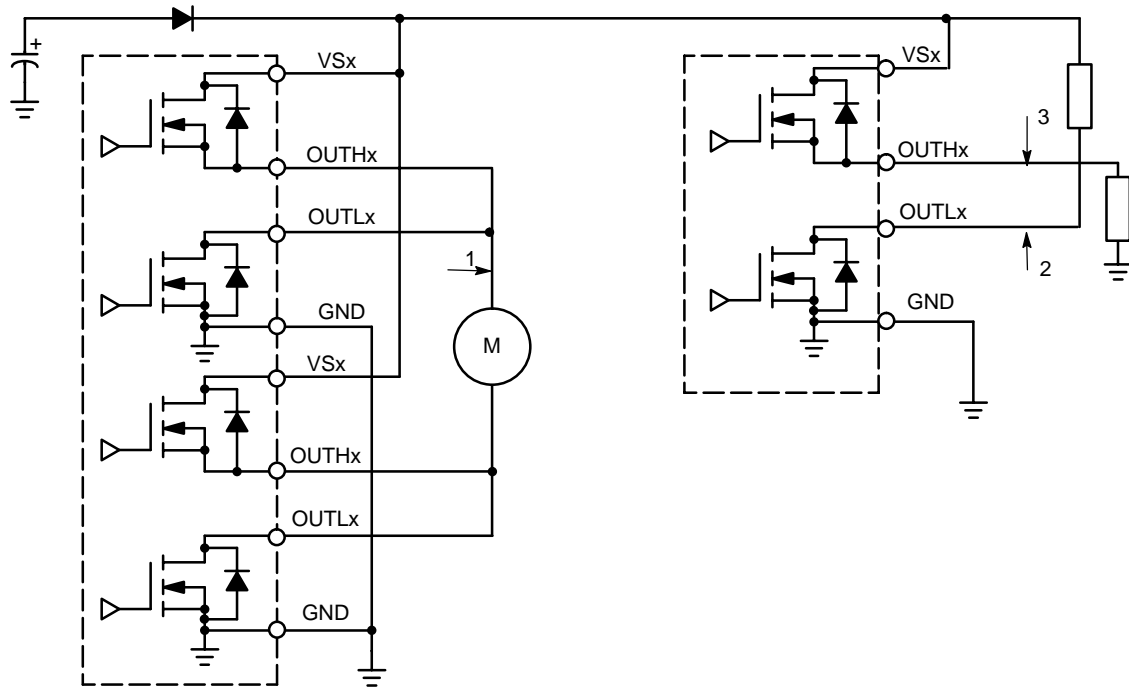 +
VSx
OUTHx
OUTLx
1
GND
M
VSx
OUTHx
OUTLx
GND
VSx
3
OUTHx
OUTLx
2
GND